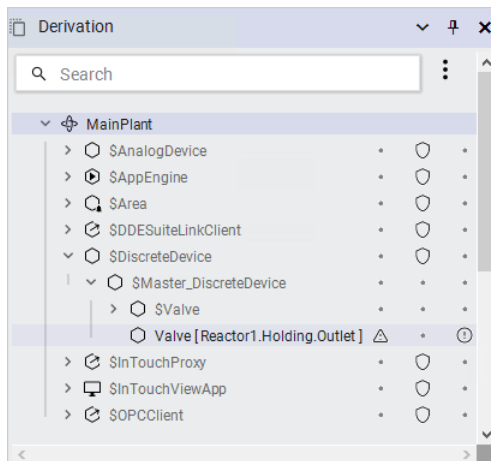 Derivation
Search
MainPlant
$AnalogDevice
$AppEngine
$Area
$DDESuiteLinkClient
$DiscreteDevice
$Master_DiscreteDevice
$Valve
Valve [Reactor1.Holding.Outlet ]
$InTouchProxy
$InTouchViewApp
$OPCClient